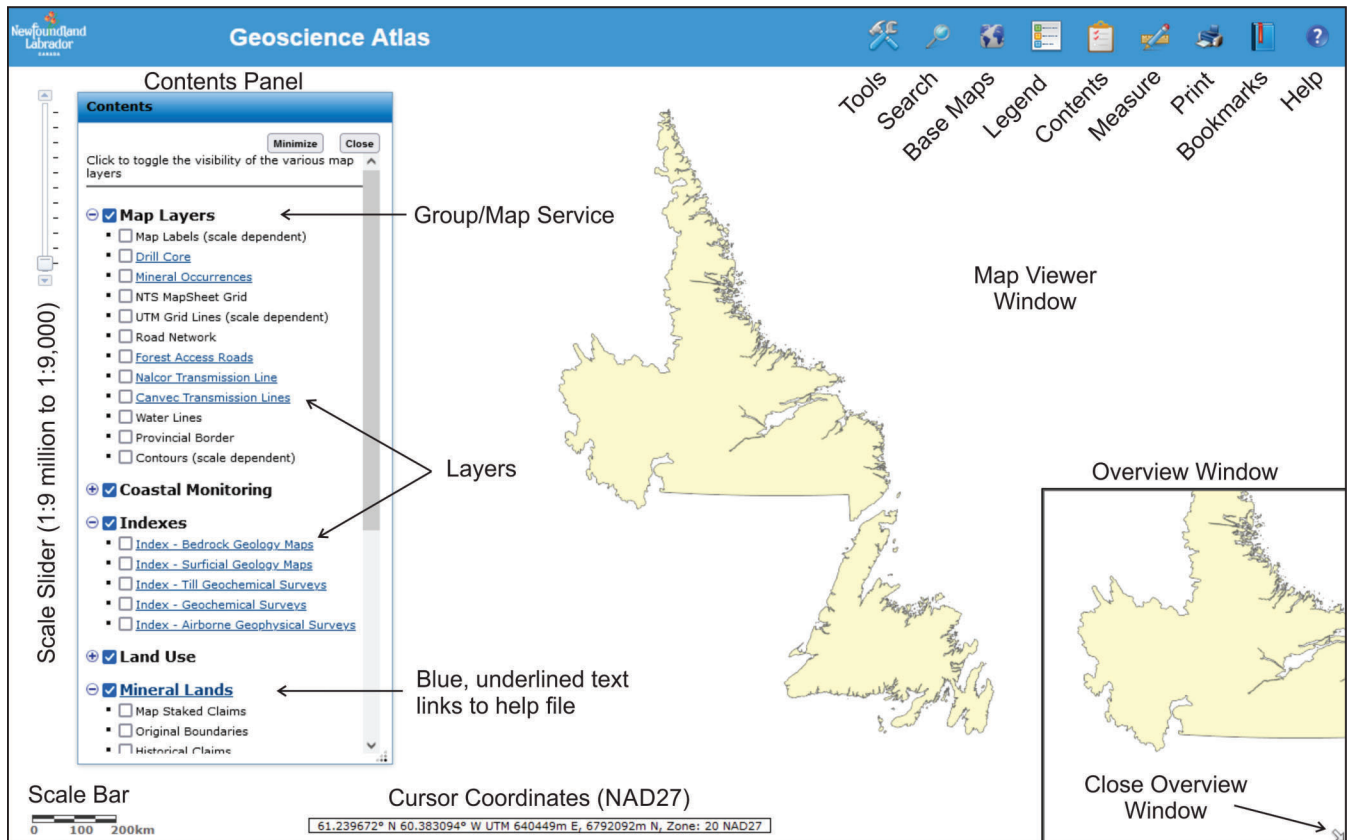 Newfoundland
Labrador
CANADA
Geoscience Atlas
Tools
Search
Base Maps
Legend
Contents
Measure
Print
Bookmarks
Help
Contents Panel
Contents
Minimize Close
Click to toggle the visibility of the various map
layers
Map Layers
Map Labels (scale dependent)
Drill Core
Mineral Occurrences
NTS MapSheet Grid
UTM Grid Lines (scale dependent)
Road Network
Forest Access Roads
Nalcor Transmission Line
Canvec Transmission Lines
Water Lines
Provincial Border
Contours (scale dependent)
Coastal Monitoring
Indexes
Index - Bedrock Geology Maps
Index - Surficial Geology Maps
Index - Till Geochemical Surveys
Index - Geochemical Surveys
Index - Airborne Geophysical Surveys
Land Use
Mineral Lands
Map Staked Claims
Original Boundaries
Historical Claims
Scale Slider (1:9 million to 1:9,000)
Group/Map Service
Layers
Blue, underlined text
links to help file
Map Viewer
Window
Overview Window
Close Overview
Window
Scale Bar
0 100 200km
Cursor Coordinates (NAD27)
61.239672° N 60.383094° W UTM 640449m E, 6792092m N, Zone: 20 NAD27